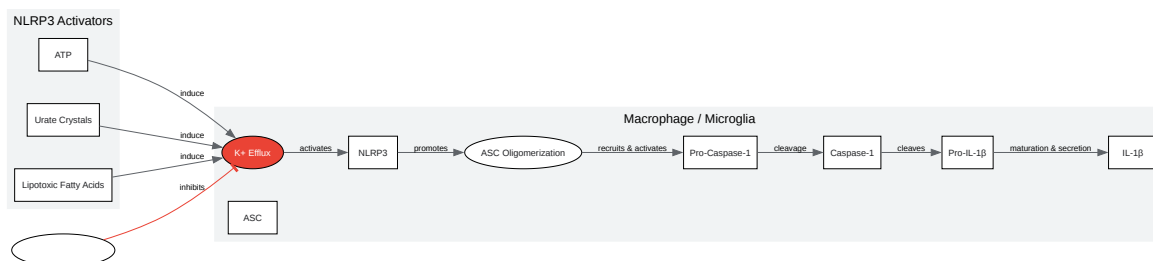 NLRP3 Activators
ATP
Urate Crystals
Lipotoxic Fatty Acids
induce
induce
induce
inhibits
Macrophage / Microglia
K+ Efflux
activates
NLRP3
promotes
ASC Oligomerization
recruits & activates
Pro-Caspase-1
cleavage
Caspase-1
cleaves
Pro-IL-1β
maturation & secretion
IL-1β
ASC